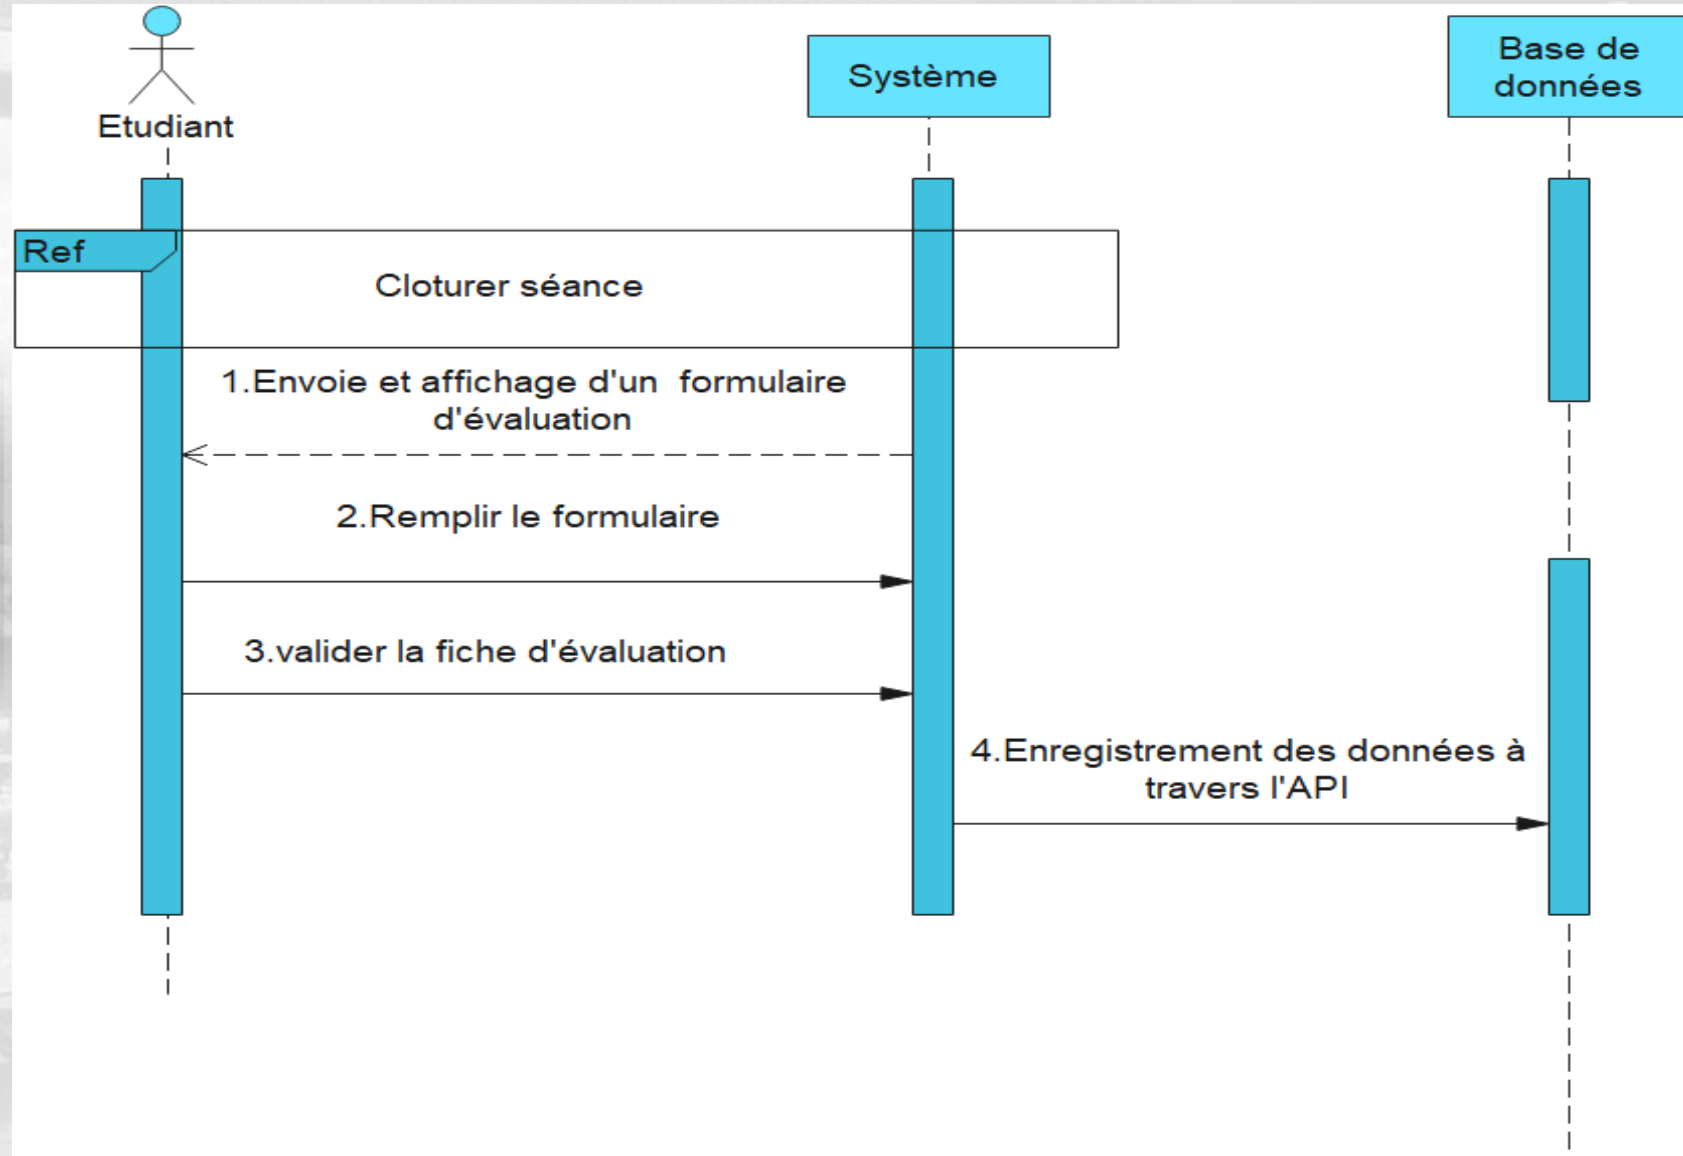 Etudiant
Système
Base de
données
Ref
Cloturer séance
1.Envoie et affichage d'un  formulaire
d'évaluation
2.Remplir le formulaire
3.valider la fiche d'évaluation
4.Enregistrement des données à
travers l'API